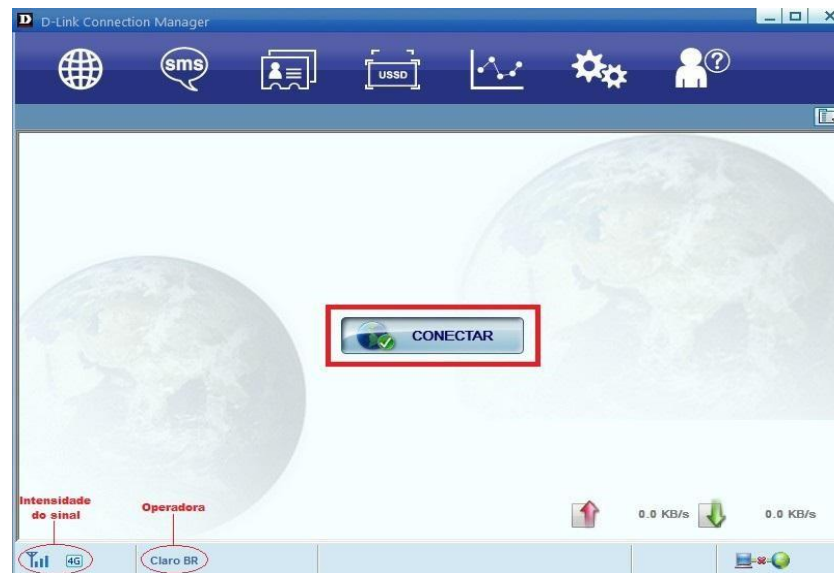 D D-Link Connection Manager
sms
USSD
CONECTAR
Intensidade
do sinal
Operadora
0.0 KB/s
0.0 KB/s
4G
Claro BR